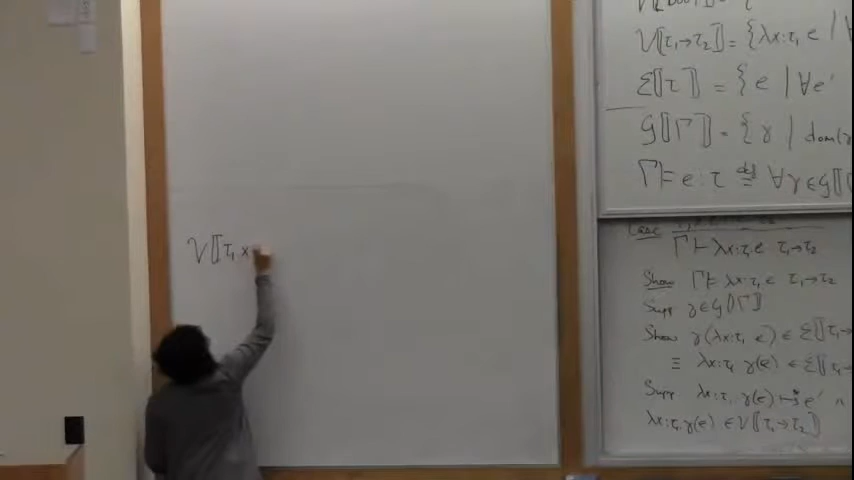 V⟦τ₁ ×
V⟦τ₁→τ₂⟧ = {λx:τ₁ e |
ℰ⟦τ⟧ = {e | ∀e'
𝒢⟦Γ⟧ = {γ | dom(γ
Γ ⊨ e : τ ≝ ∀γ∈𝒢⟦
Case
Γ ⊢ λx:τ₁ e τ₁→τ₂
Show Γ ⊨ λx:τ₁ e τ₁→τ₂
Supp γ∈𝒢⟦Γ⟧
Show γ(λx:τ₁ e) ∈ ℰ⟦τ₁→
≡ λx:τ₁ γ(e) ∈ ℰ⟦τ₁→
Supp λx:τ₁. γ(e) ↦* e' ∧
λx:τ₁. γ(e) ∈ V⟦τ₁→τ₂⟧